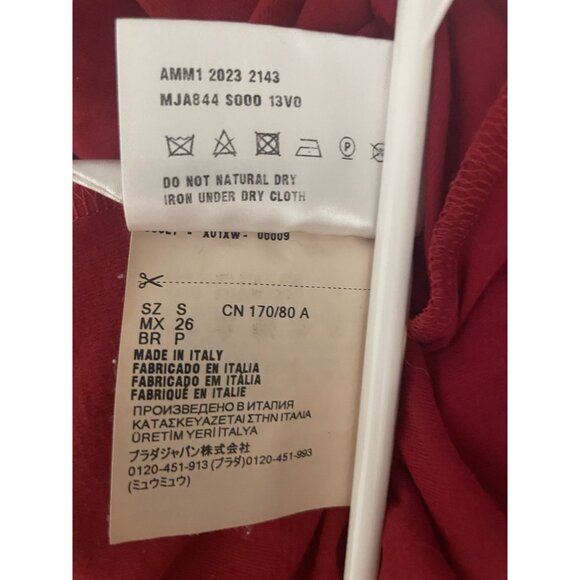 AMM1 2023 2143
MJA844 S000 13V0
P
DO NOT NATURAL DRY
IRON UNDER DRY CLOTH
X01XW- 00009
SZ S CN 170/80 A
MX 26
BR P
MADE IN ITALY
FABRICADO EN ITALIA
FABRICADO EM ITÁLIA
FABRIQUÉ EN ITALIE
ПРОИЗВЕДЕНО В ИТАЛИЯ
ΚΑΤΑΣΚΕΥΑΖΕΤΑΙ ΣΤΗΝ ΙΤΑΛΙΑ
ÜRETİM YERİ İTALYA
プラダジャパン株式会社
0120-451-913 (プラダ)0120-451-993
(ミュウミュウ)